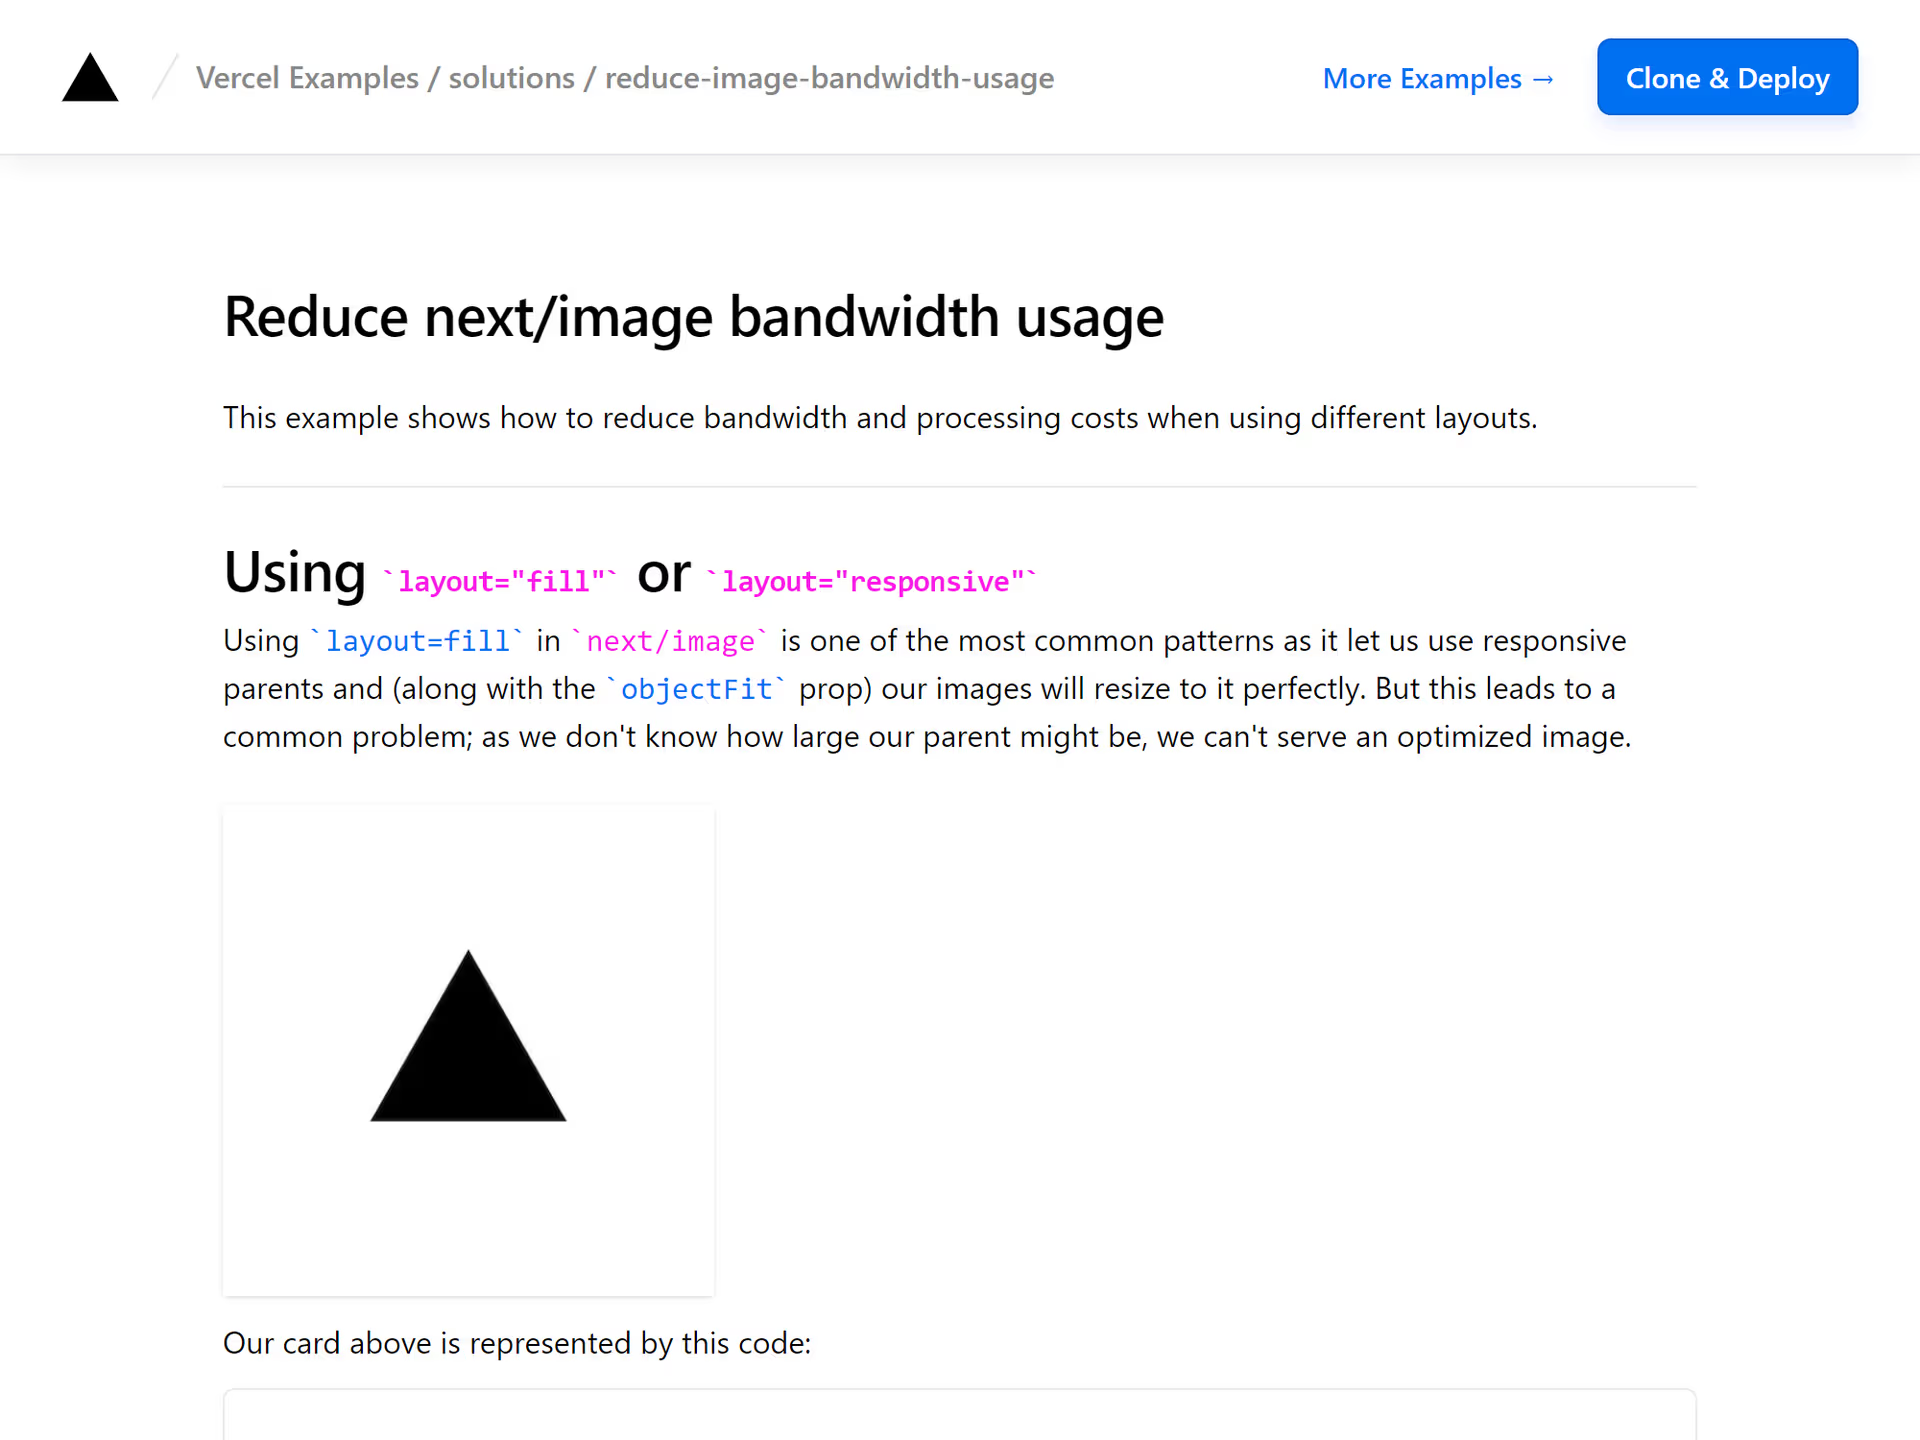 Vercel Examples / solutions / reduce-image-bandwidth-usage
More Examples →
Clone & Deploy
Reduce next/image bandwidth usage
This example shows how to reduce bandwidth and processing costs when using different layouts.
Using `layout="fill"` or `layout="responsive"`
Using `layout=fill` in `next/image` is one of the most common patterns as it let us use responsive
parents and (along with the `objectFit` prop) our images will resize to it perfectly. But this leads to a
common problem; as we don't know how large our parent might be, we can't serve an optimized image.
Our card above is represented by this code: